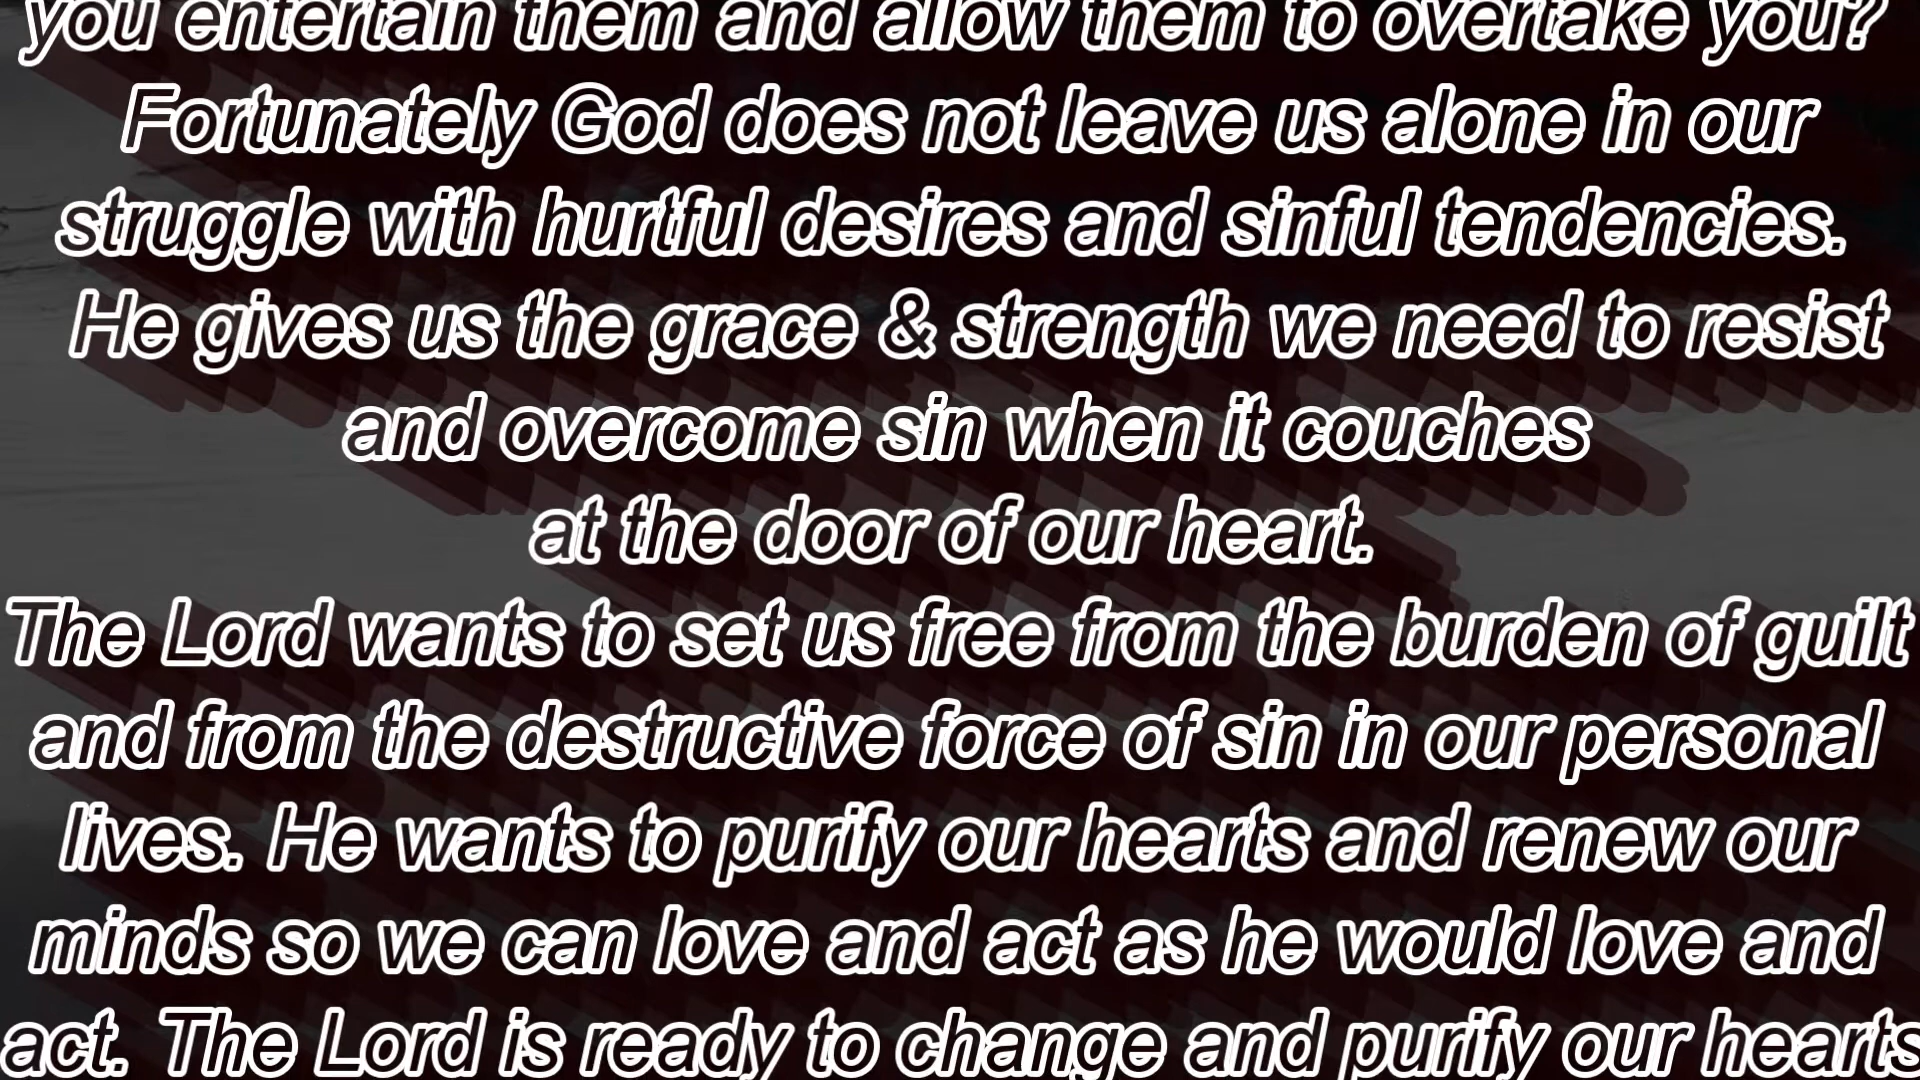 you entertain them and allow them to overtake you?
Fortunately God does not leave us alone in our
struggle with hurtful desires and sinful tendencies.
He gives us the grace & strength we need to resist
and overcome sin when it couches
at the door of our heart.
The Lord wants to set us free from the burden of guilt
and from the destructive force of sin in our personal
lives. He wants to purify our hearts and renew our
minds so we can love and act as he would love and
act. The Lord is ready to change and purify our hearts